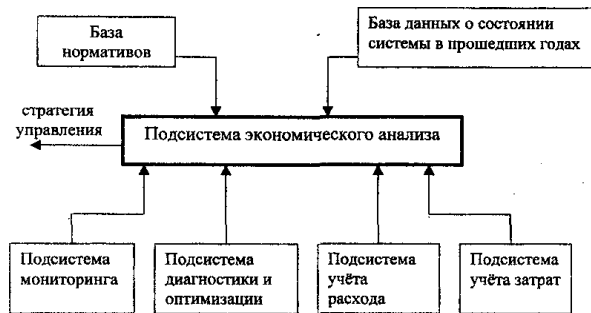 База
нормативов
База данных о состоянии
системы в прошедших годах
стратегия
управления
Подсистема экономического анализа
Подсистема
мониторинга
Подсистема
диагностики и
оптимизации
Подсистема
учёта
расхода
Подсистема
учёта затрат